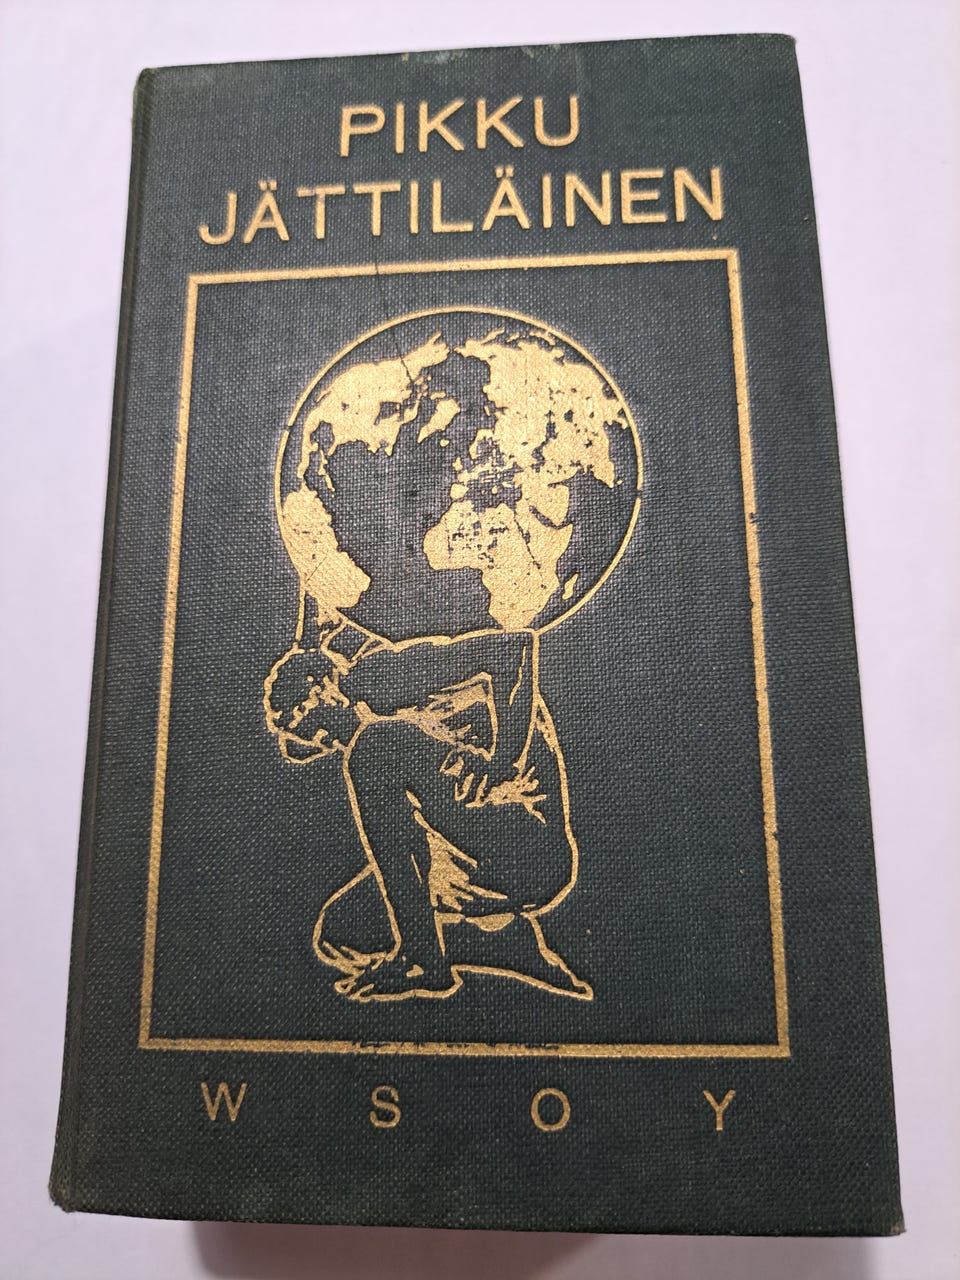 PIKKU
JÄTTILÄINEN
W S O Y